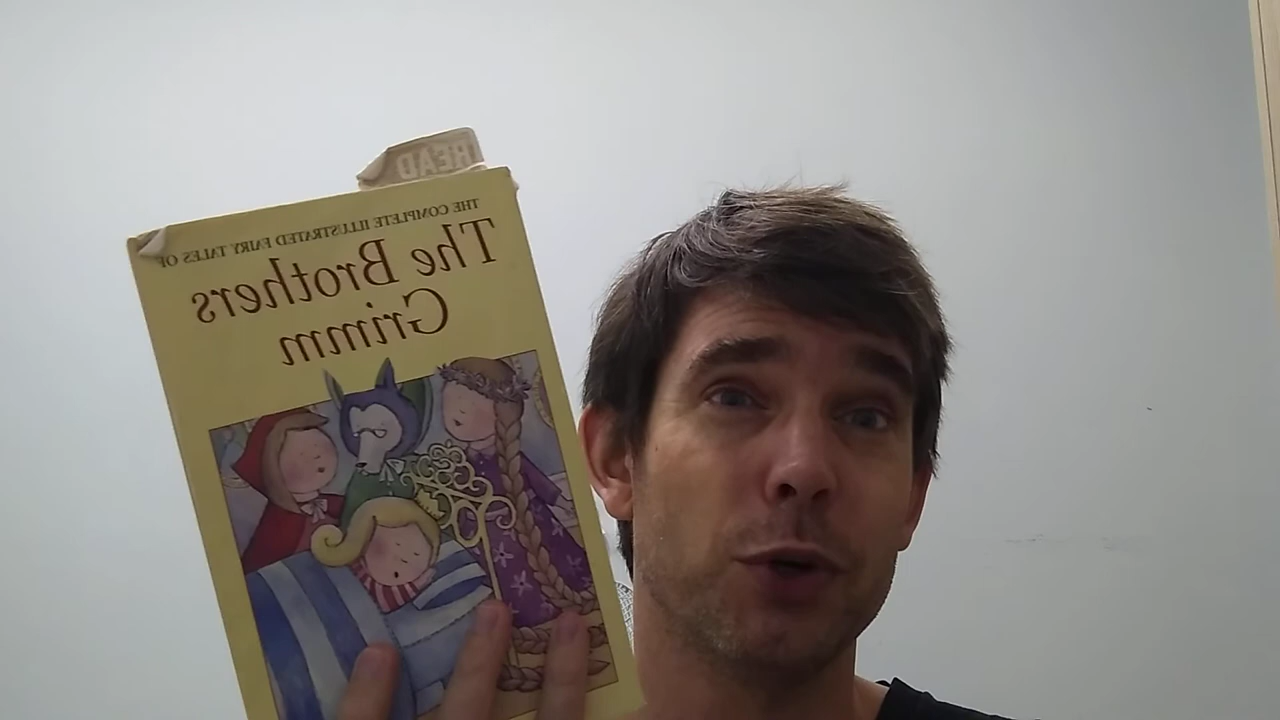 READ
THE COMPLETE ILLUSTRATED FAIRY TALES OF
The Brothers
Grimm